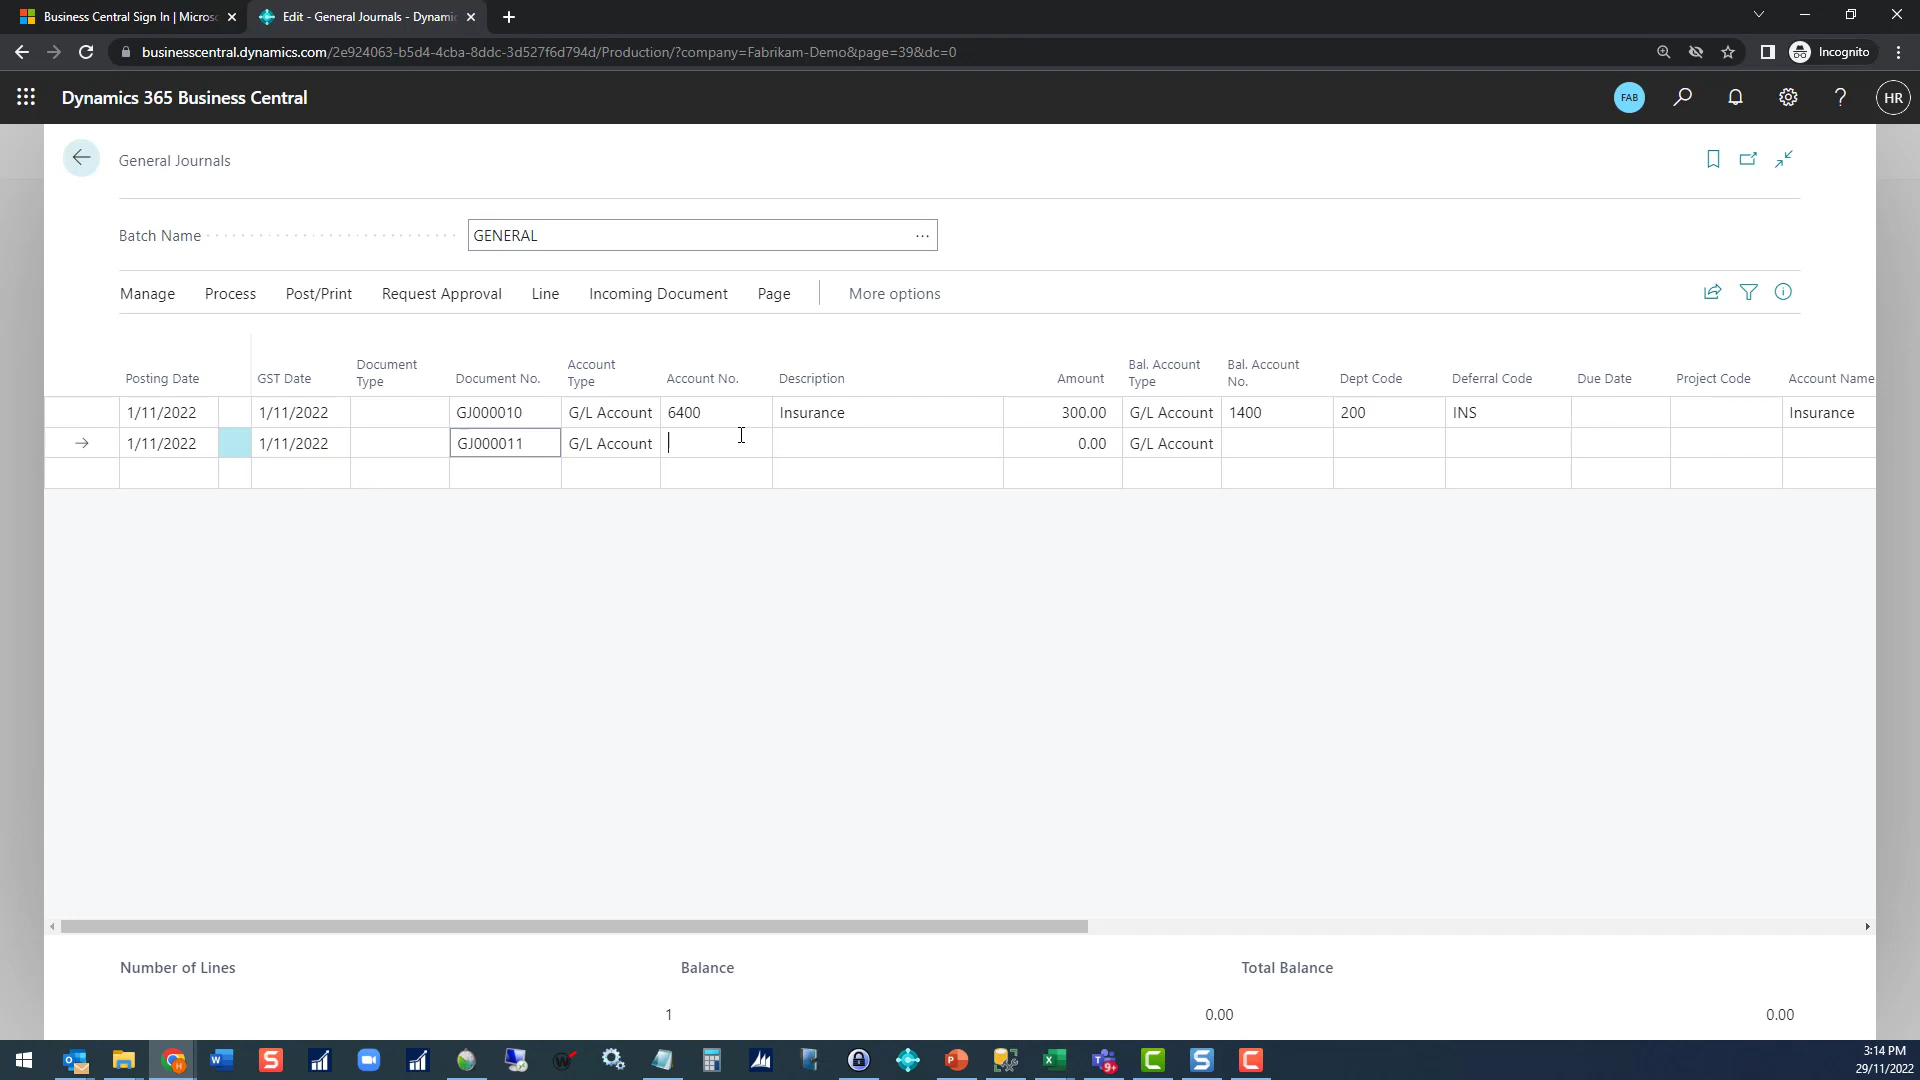 Business Central Sign In | Micros
Edit - General Journals - Dynamic
businesscentral.dynamics.com/2e924063-b5d4-4cba-8ddc-3d527f6d794d/Production/?company=Fabrikam-Demo&page=39&dc=0
Incognito
Dynamics 365 Business Central
FAB
HR
General Journals
Batch Name
GENERAL
Manage Process Post/Print Request Approval Line Incoming Document Page More options
Posting Date GST Date Document Type Document No. Account Type Account No. Description Amount Bal. Account Type Bal. Account No. Dept Code Deferral Code Due Date Project Code Account Name
1/11/2022 1/11/2022 GJ000010 G/L Account 6400 Insurance 300.00 G/L Account 1400 200 INS Insurance
1/11/2022 1/11/2022 GJ000011 G/L Account 0.00 G/L Account
Number of Lines Balance Total Balance
1 0.00 0.00
3:14 PM
29/11/2022